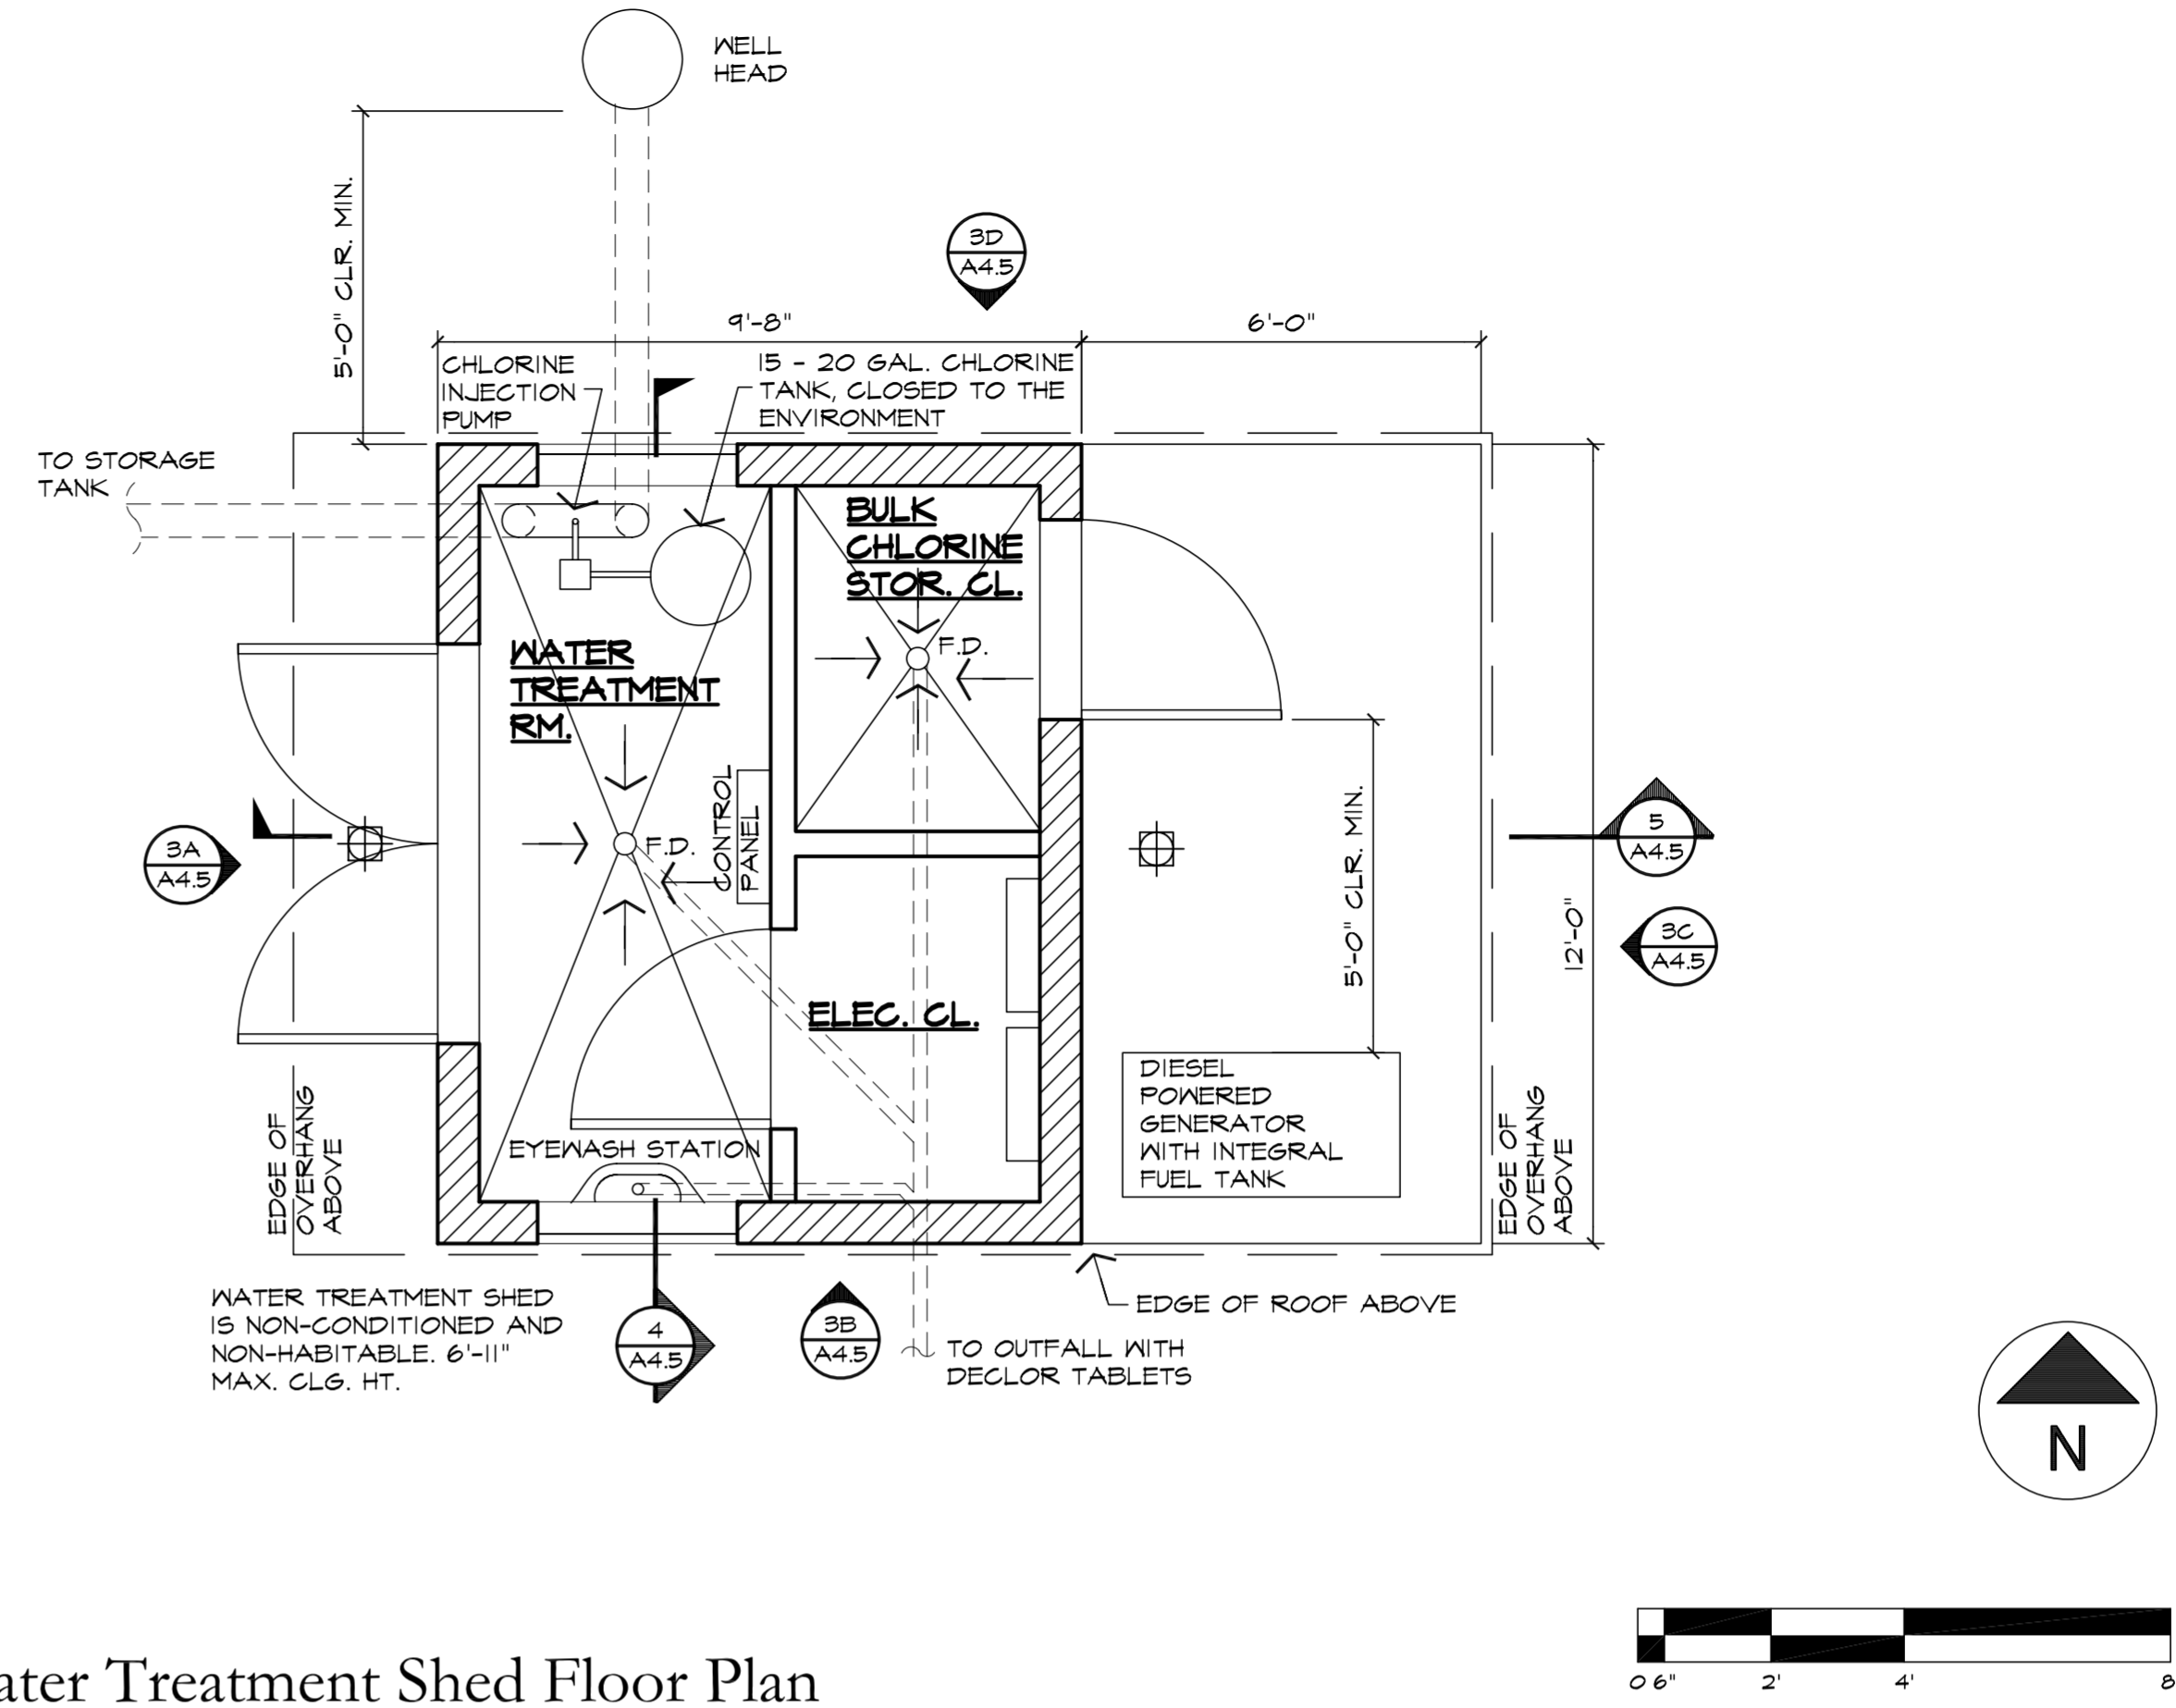 WELL
HEAD
5'-0" CLR. MIN.
3D
A4.5
9'-8"
6'-0"
CHLORINE
INJECTION
PUMP
15 - 20 GAL. CHLORINE
TANK, CLOSED TO THE
ENVIRONMENT
TO STORAGE
TANK
BULK
CHLORINE
STOR. CL.
F.D.
WATER
TREATMENT
RM.
CONTROL
PANEL
F.D.
3A
A4.5
5'-0" CLR. MIN.
5
A4.5
12'-0"
3C
A4.5
ELEC. CL.
DIESEL
POWERED
GENERATOR
WITH INTEGRAL
FUEL TANK
EYEWASH STATION
EDGE OF
OVERHANG
ABOVE
EDGE OF
OVERHANG
ABOVE
WATER TREATMENT SHED
IS NON-CONDITIONED AND
NON-HABITABLE. 6'-11"
MAX. CLG. HT.
4
A4.5
3B
A4.5
EDGE OF ROOF ABOVE
TO OUTFALL WITH
DECLOR TABLETS
N
0 6" 2' 4' 8
ater Treatment Shed Floor Plan